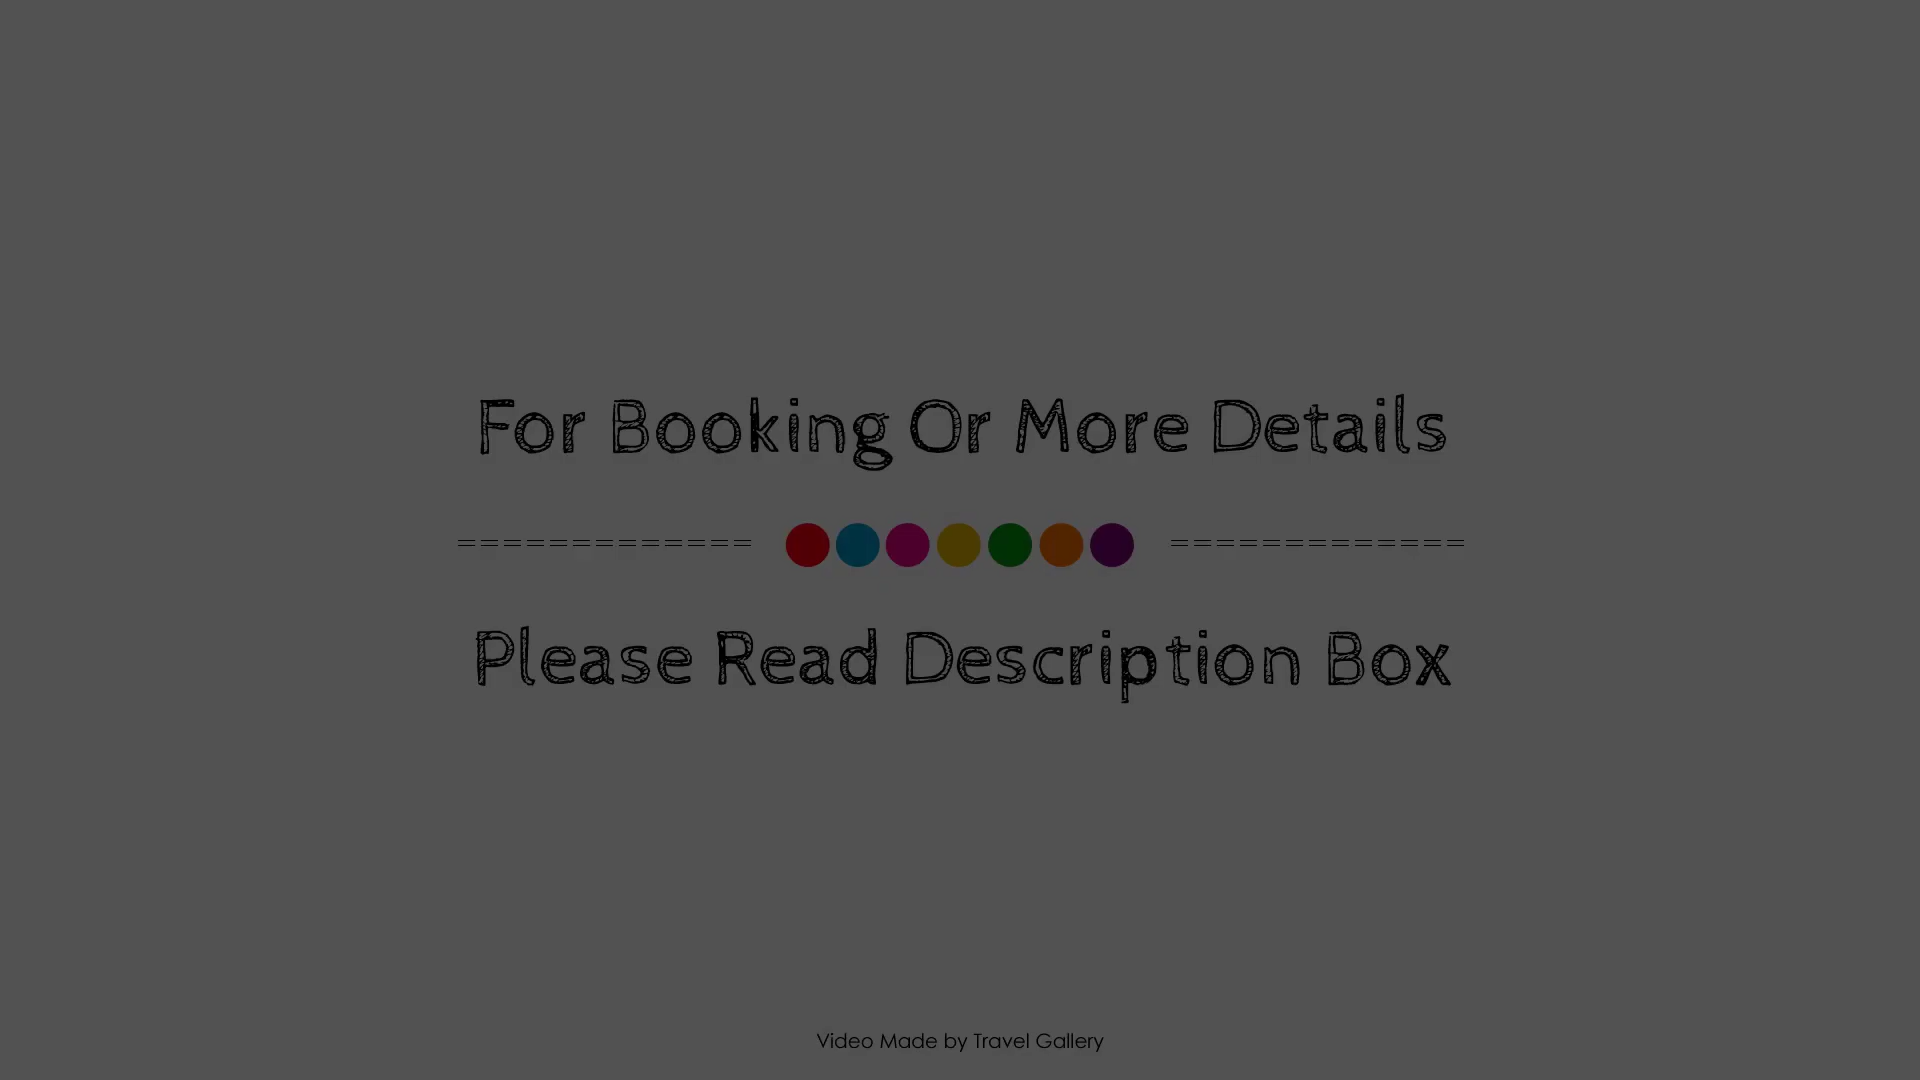 For Booking Or More Details
============= =============
Please Read Description Box
Video Made by Travel Gallery